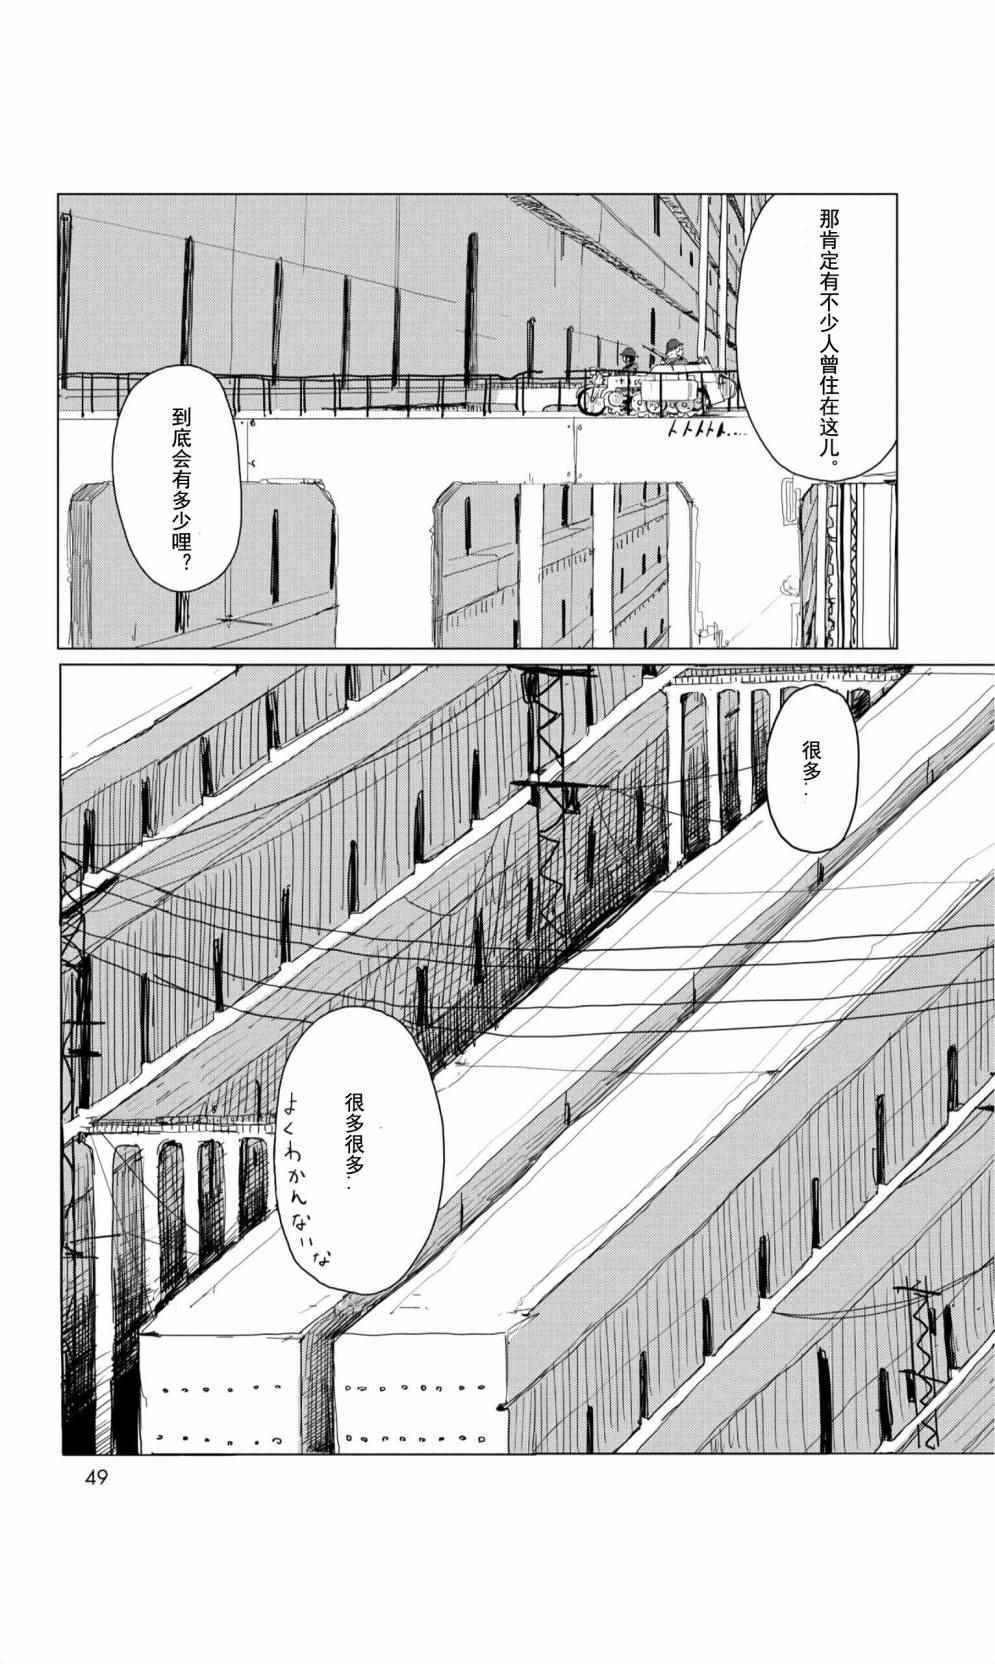 那肯定有不少人曾住在这儿。
到底会有多少哩？
トトトトト....
很多..
很多很多..
よくわかんないな
49